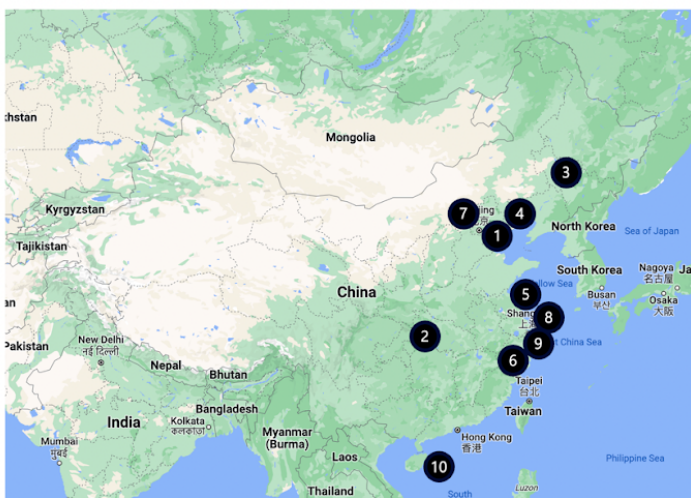 khstan
Mongolia
3
Kyrgyzstan
7
4
1
North Korea
Sea of Japan
Tajikistan
South Korea
Nagoya
名古屋
China
5
Busan
부산
Osaka
大阪
8
2
New Delhi
नई दिल्ली
Pakistan
9
Nepal
6
Bhutan
Taipei
台北
Bangladesh
Taiwan
India
Kolkata
কলকাতা
Myanmar
(Burma)
Hong Kong
香港
Mumbai
मुंबई
Laos
10
Philippine Sea
Luzon
Thailand
South